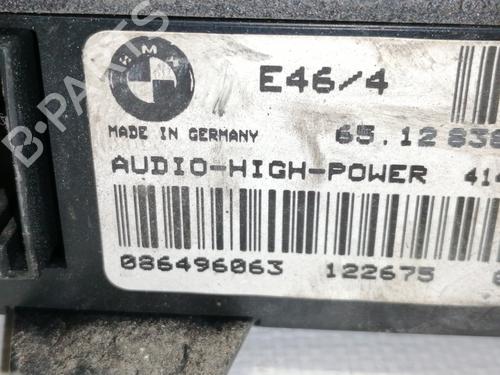 BMW
E46/4
MADE IN GERMANY
65.12 838
AUDIO-HIGH-POWER 414
086496063 122675
B-PARTS